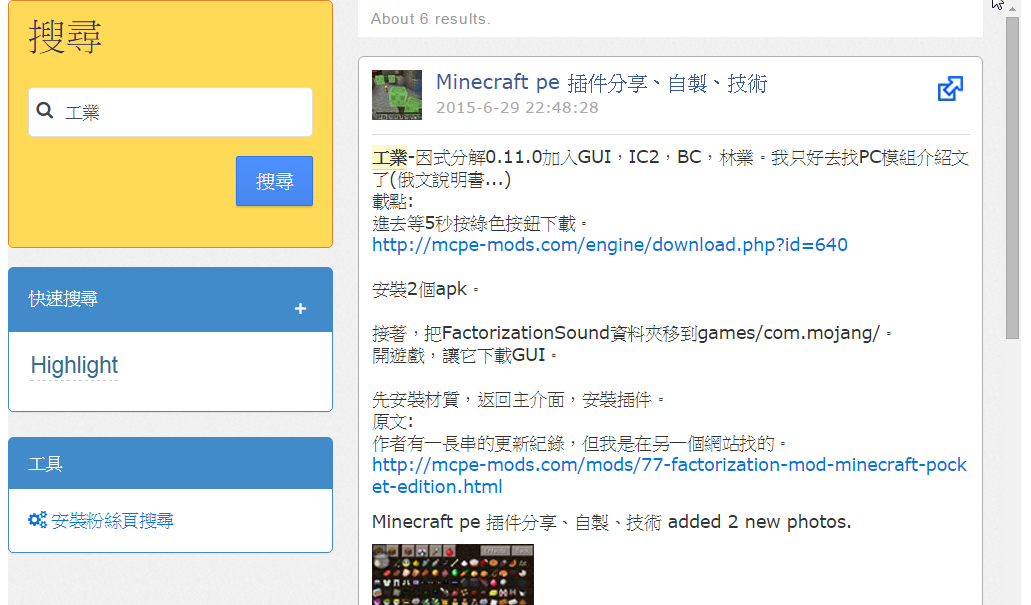 搜尋
工業
搜尋
快速搜尋
+
Highlight
工具
安裝粉絲頁搜尋
About 6 results.
Minecraft pe 插件分享、自製、技術
2015-6-29 22:48:28
工業-因式分解0.11.0加入GUI，IC2，BC，林業。我只好去找PC模組介紹文
了(俄文說明書...)
載點:
進去等5秒按綠色按鈕下載。
http://mcpe-mods.com/engine/download.php?id=640
安裝2個apk。
接著，把FactorizationSound資料夾移到games/com.mojang/。
開遊戲，讓它下載GUI。
先安裝材質，返回主介面，安裝插件。
原文:
作者有一長串的更新紀錄，但我是在另一個網站找的。
http://mcpe-mods.com/mods/77-factorization-mod-minecraft-pock
et-edition.html
Minecraft pe 插件分享、自製、技術 added 2 new photos.